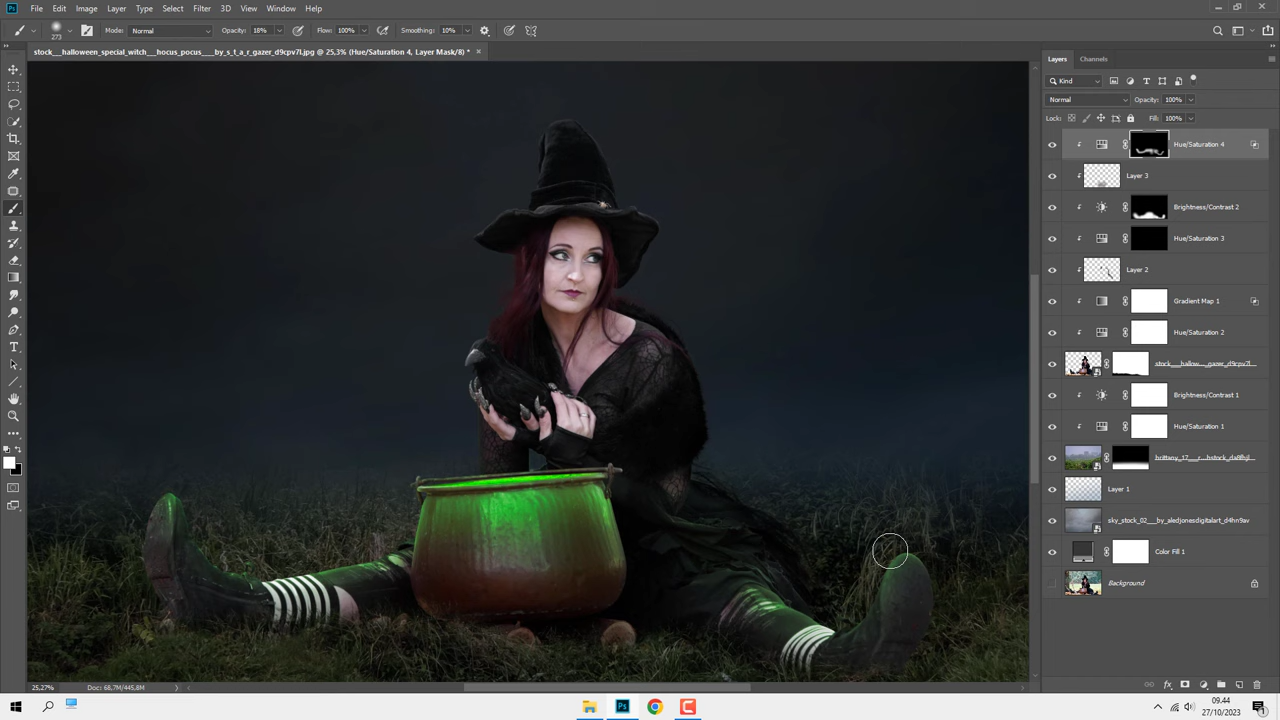 File Edit Image Layer Type Select Filter 3D View Window Help
273 Mode: Normal Opacity: 18% Flow: 100% Smoothing: 10%
stock__halloween_special_witch__hocus_pocus___by_s_t_a_r_gazer_d9cpv7l.jpg @ 25,3% (Hue/Saturation 4, Layer Mask/8) *
Layers Channels
Kind
Normal Opacity: 100%
Lock: Fill: 100%
Hue/Saturation 4
Layer 3
Brightness/Contrast 2
Hue/Saturation 3
Layer 2
Gradient Map 1
Hue/Saturation 2
stock__hallow..._gazer_d9cpv7l
Brightness/Contrast 1
Hue/Saturation 1
Layer 1
sky_stock_02__by_aledjonesdigitalart_d4hn9av
Color Fill 1
Background
25,27% Doc: 68,7M/445,8M
09.44
27/10/2023